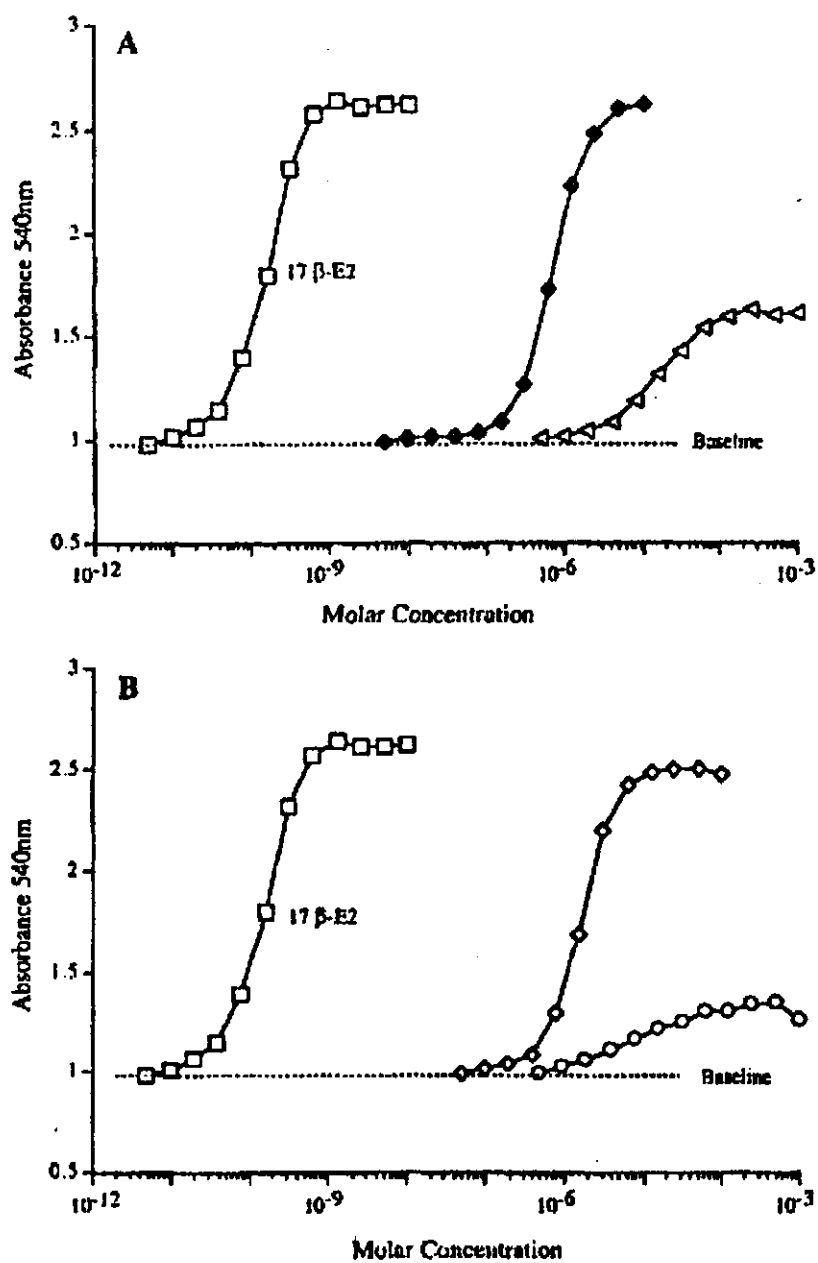 A
3
2.5
2
1.5
1
0.5
Absorbance 540nm
17 β-E2
Baseline
10-12
10-9
10-6
10-3
Molar Concentration
B
3
2.5
2
1.5
1
0.5
Absorbance 540nm
17 β-E2
Baseline
10-12
10-9
10-6
10-3
Molar Concentration